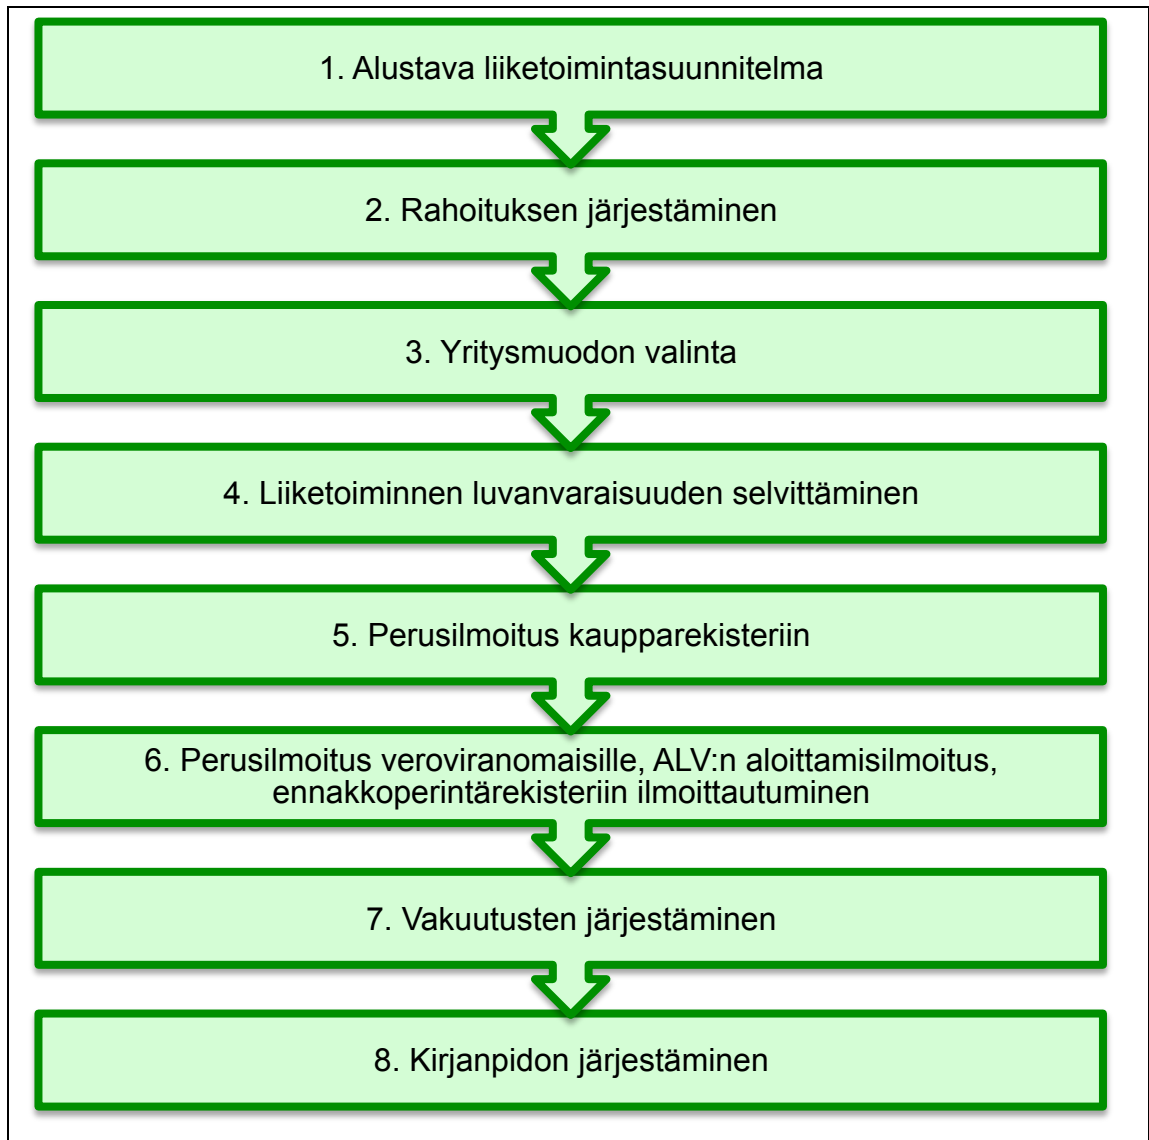 1. Alustava liiketoimintasuunnitelma
2. Rahoituksen järjestäminen
3. Yritysmuodon valinta
4. Liiketoiminnen luvanvaraisuuden selvittäminen
5. Perusilmoitus kaupparekisteriin
6. Perusilmoitus veroviranomaisille, ALV:n aloittamisilmoitus,
ennakkoperintärekisteriin ilmoittautuminen
7. Vakuutusten järjestäminen
8. Kirjanpidon järjestäminen